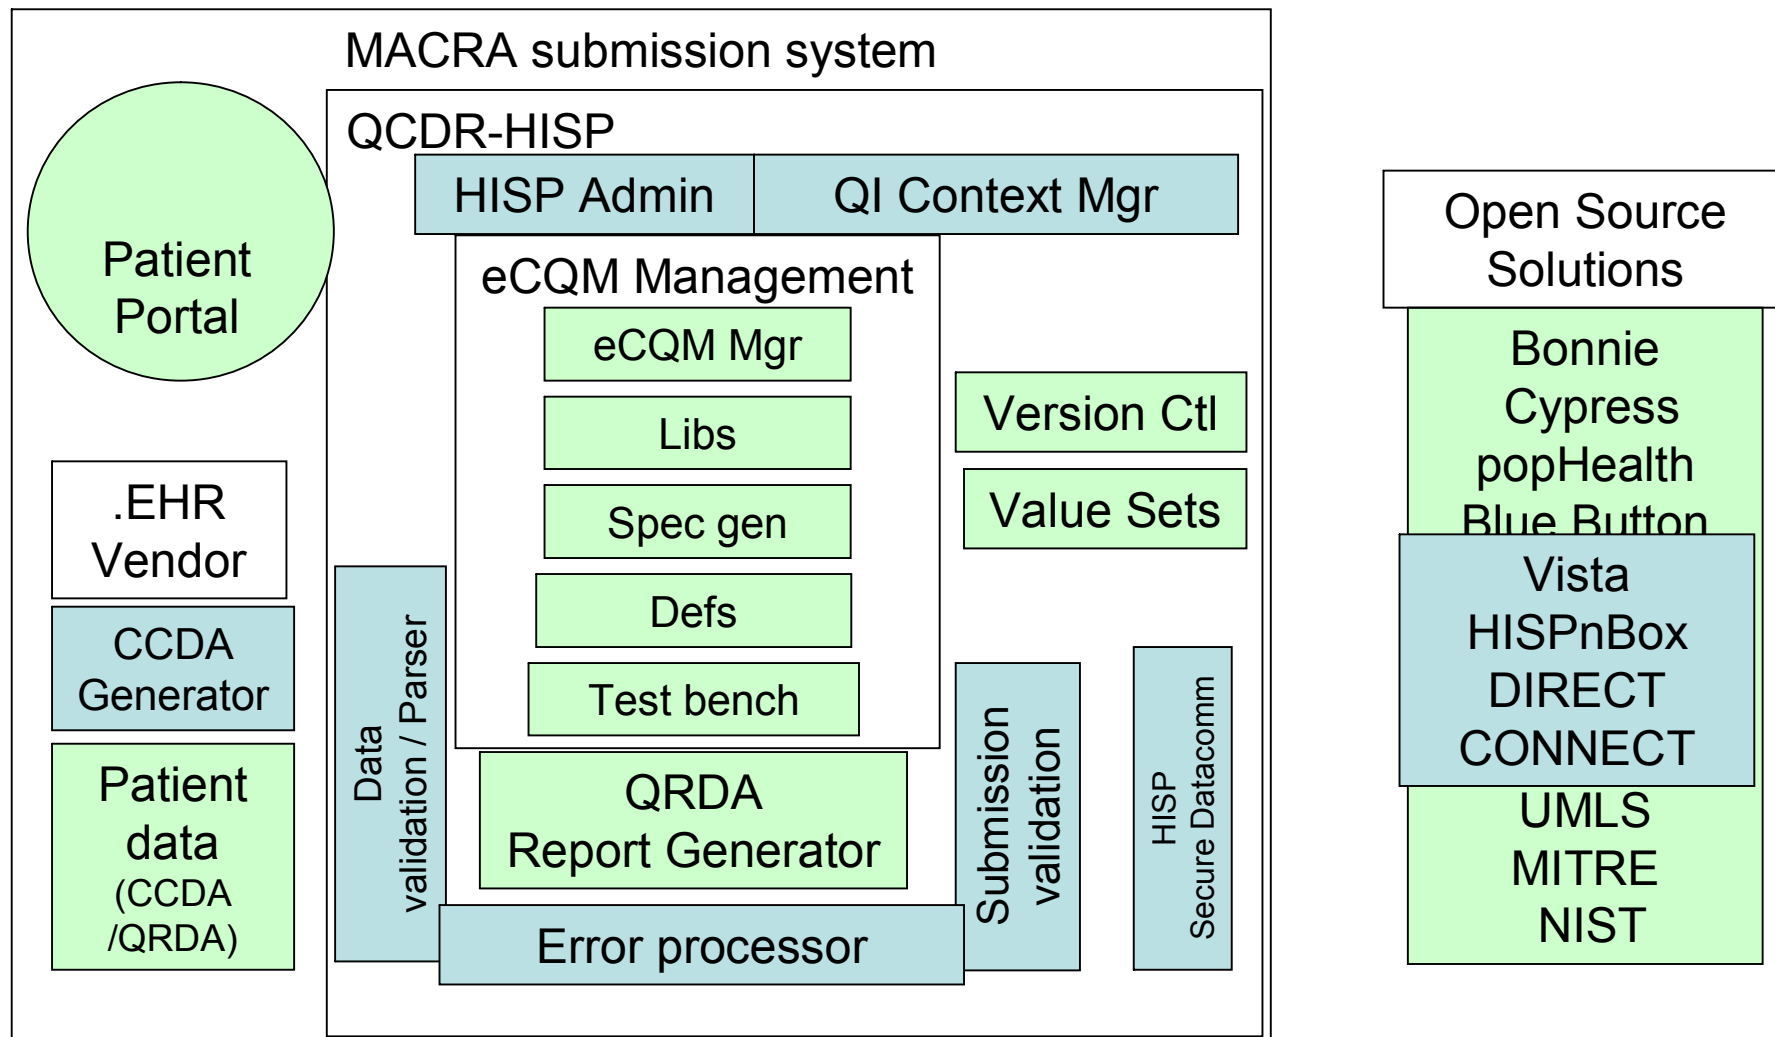 MACRA submission system
QCDR-HISP
HISP Admin
QI Context Mgr
Patient
Portal
eCQM Management
eCQM Mgr
Libs
Spec gen
Defs
Test bench
Version Ctl
Value Sets
.EHR
Vendor
CCDA
Generator
Patient
data
(CCDA
/QRDA)
Data
validation / Parser
QRDA
Report Generator
Error processor
Submission
validation
HISP
Secure Datacomm
Open Source
Solutions
Bonnie
Cypress
popHealth
Blue Button
Vista
HISPnBox
DIRECT
CONNECT
UMLS
MITRE
NIST